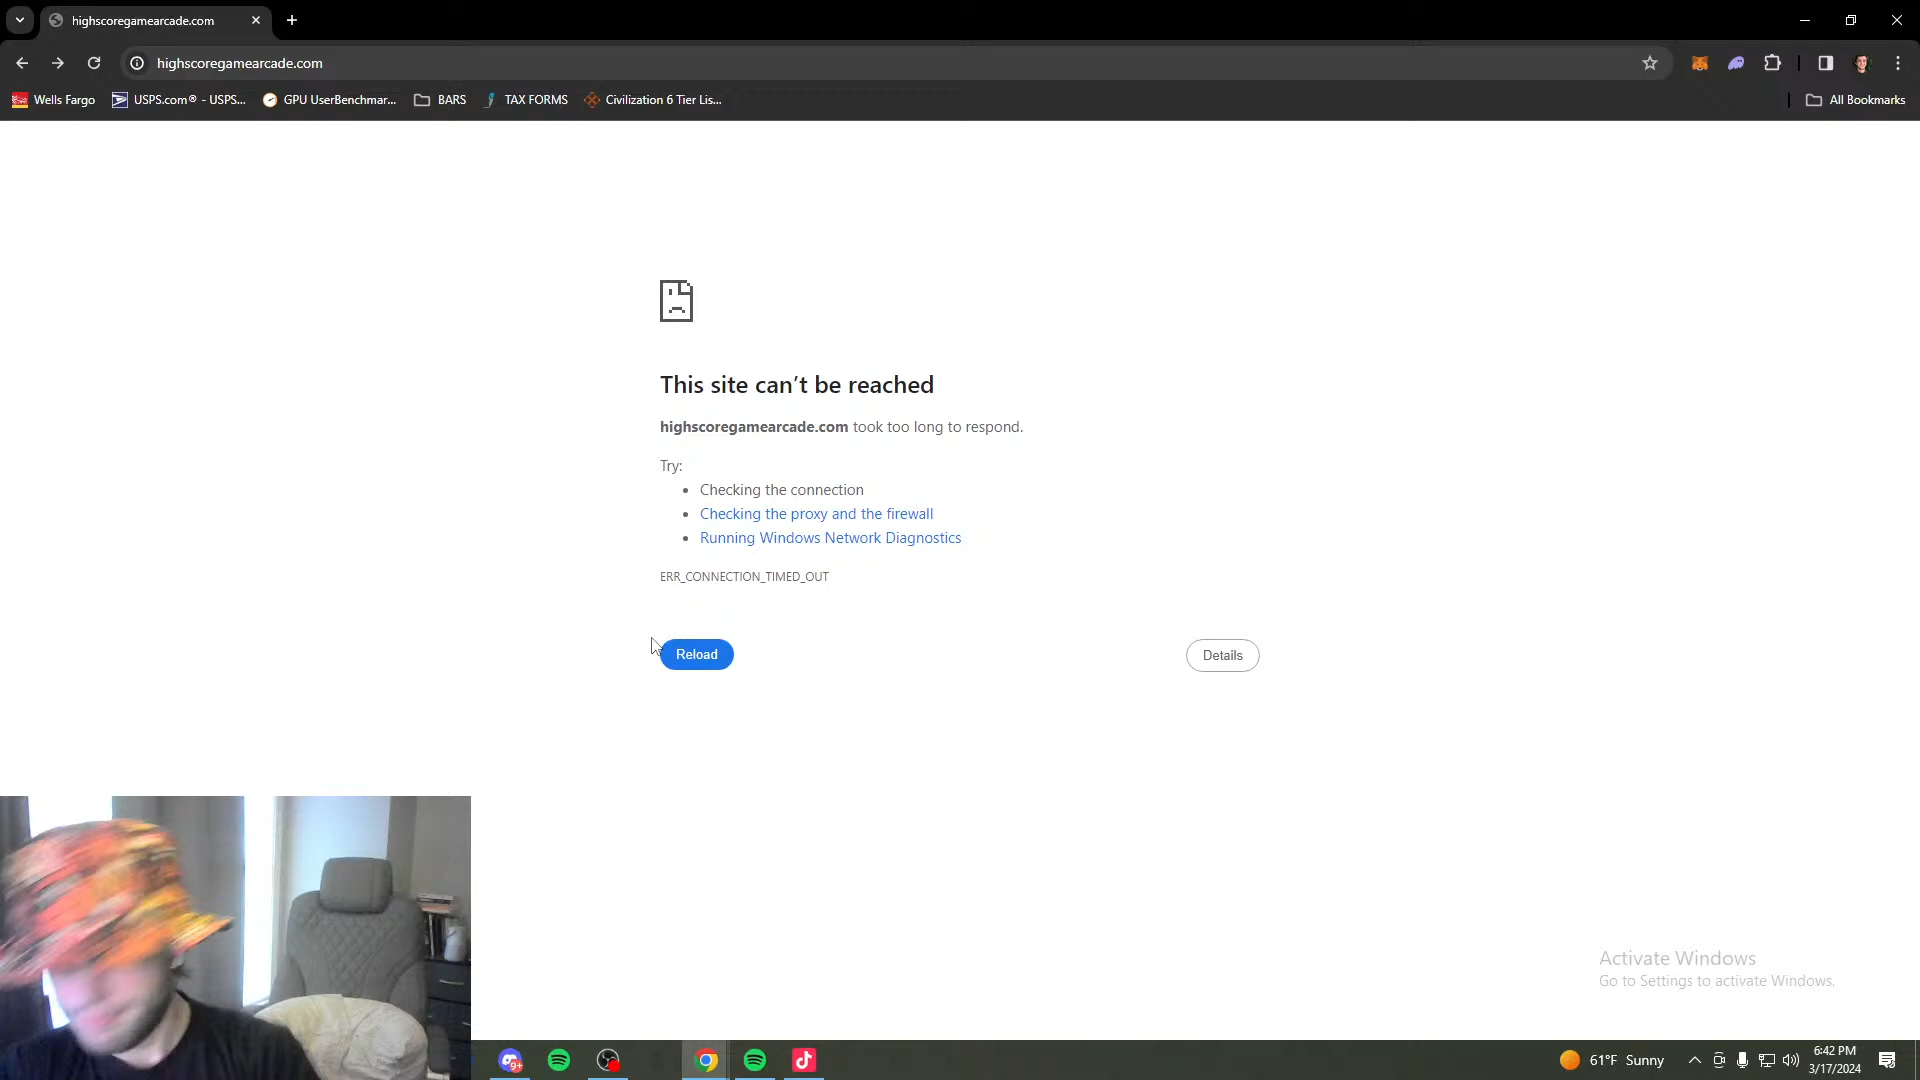 highscoregamearcade.com
highscoregamearcade.com
Wells Fargo
USPS.com® - USPS...
GPU UserBenchmar...
BARS
TAX FORMS
Civilization 6 Tier Lis...
All Bookmarks
This site can’t be reached
highscoregamearcade.com took too long to respond.
Try:
Checking the connection
Checking the proxy and the firewall
Running Windows Network Diagnostics
ERR_CONNECTION_TIMED_OUT
Reload
Details
Activate Windows
Go to Settings to activate Windows.
9+
61°F Sunny
6:42 PM
3/17/2024